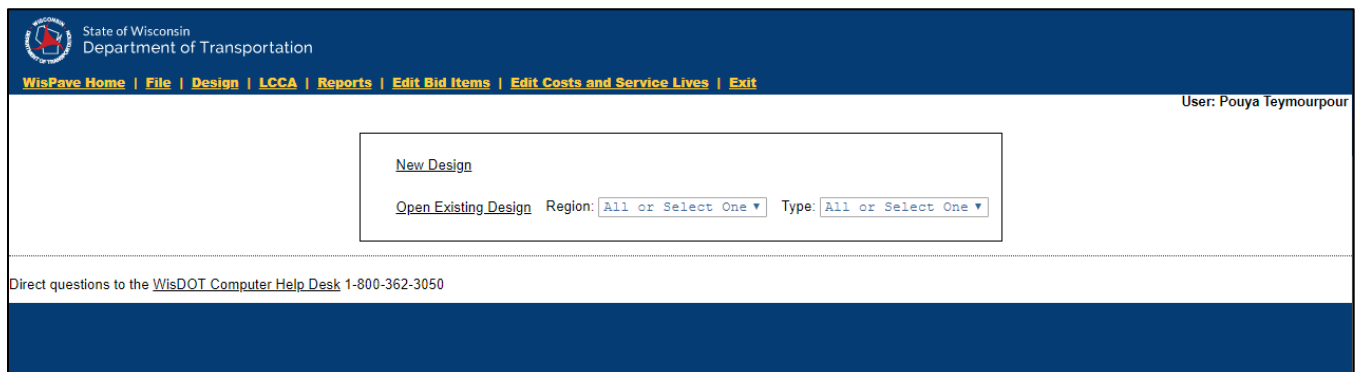 State of Wisconsin
Department of Transportation
WisPave Home | File | Design | LCCA | Reports | Edit Bid Items | Edit Costs and Service Lives | Exit
User: Pouya Teymourpour
New Design
Open Existing Design Region: All or Select One ▼ Type: All or Select One ▼
Direct questions to the WisDOT Computer Help Desk 1-800-362-3050